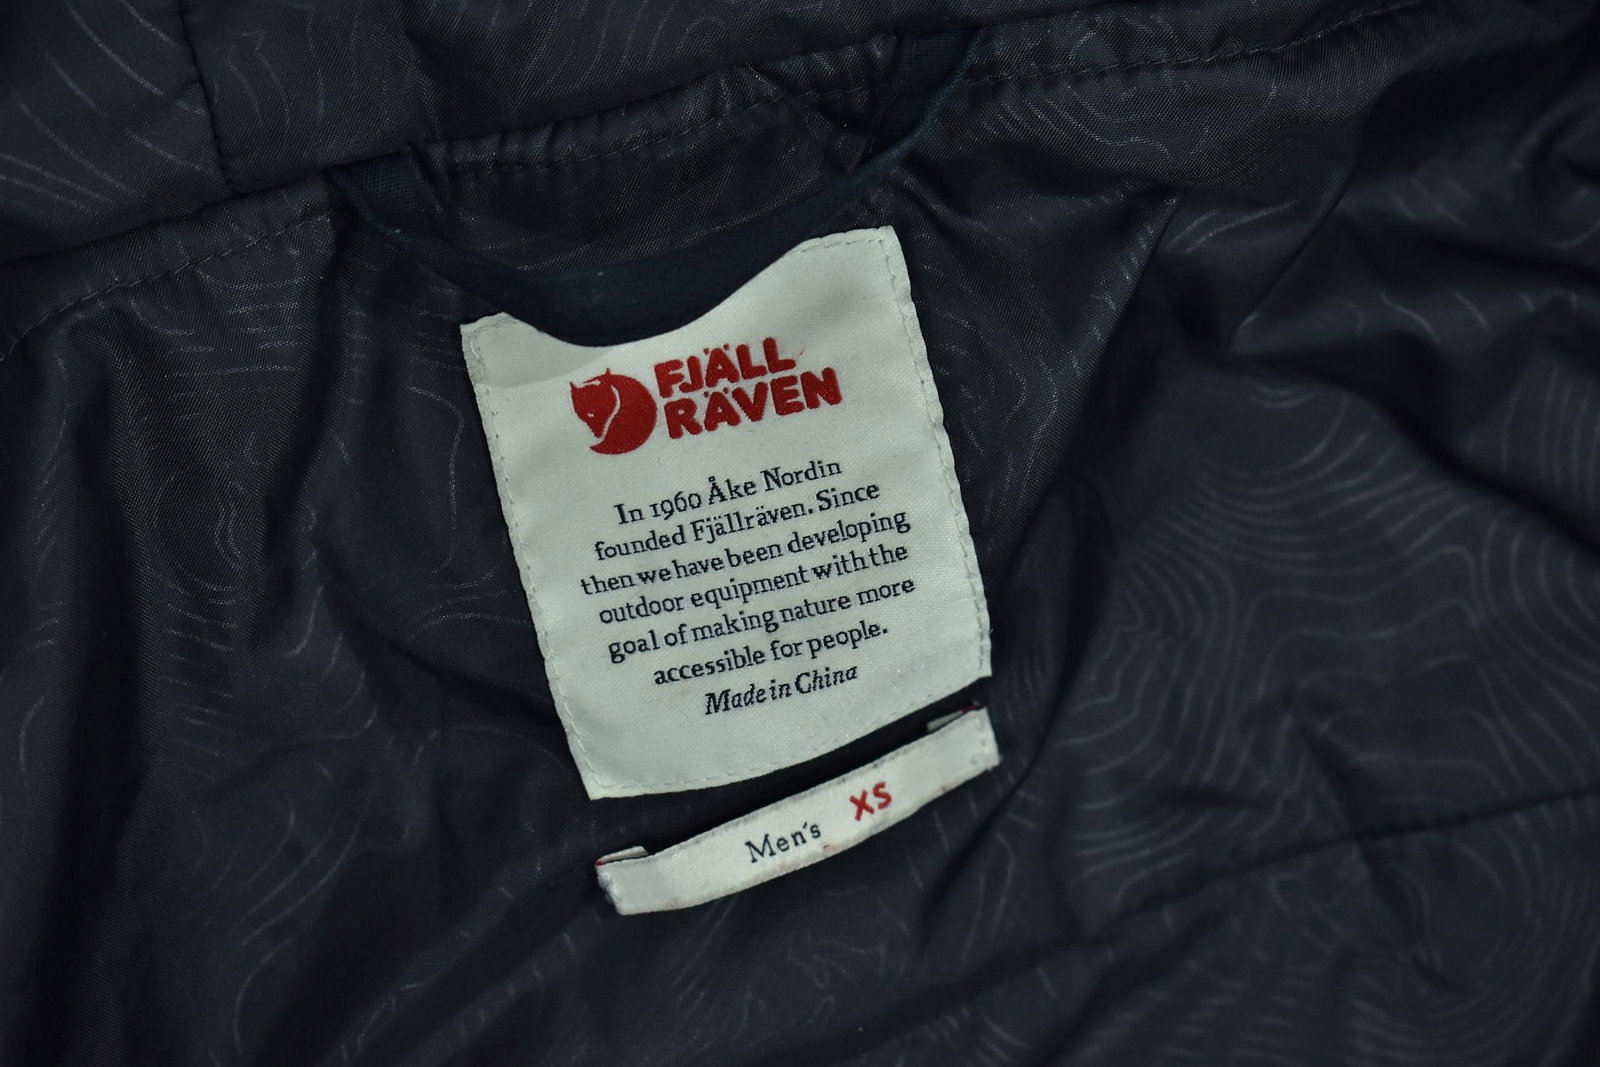 FJÄLL
RÄVEN
In 1960 Åke Nordin
founded Fjällräven. Since
then we have been developing
outdoor equipment with the
goal of making nature more
accessible for people.
Made in China
Men's XS